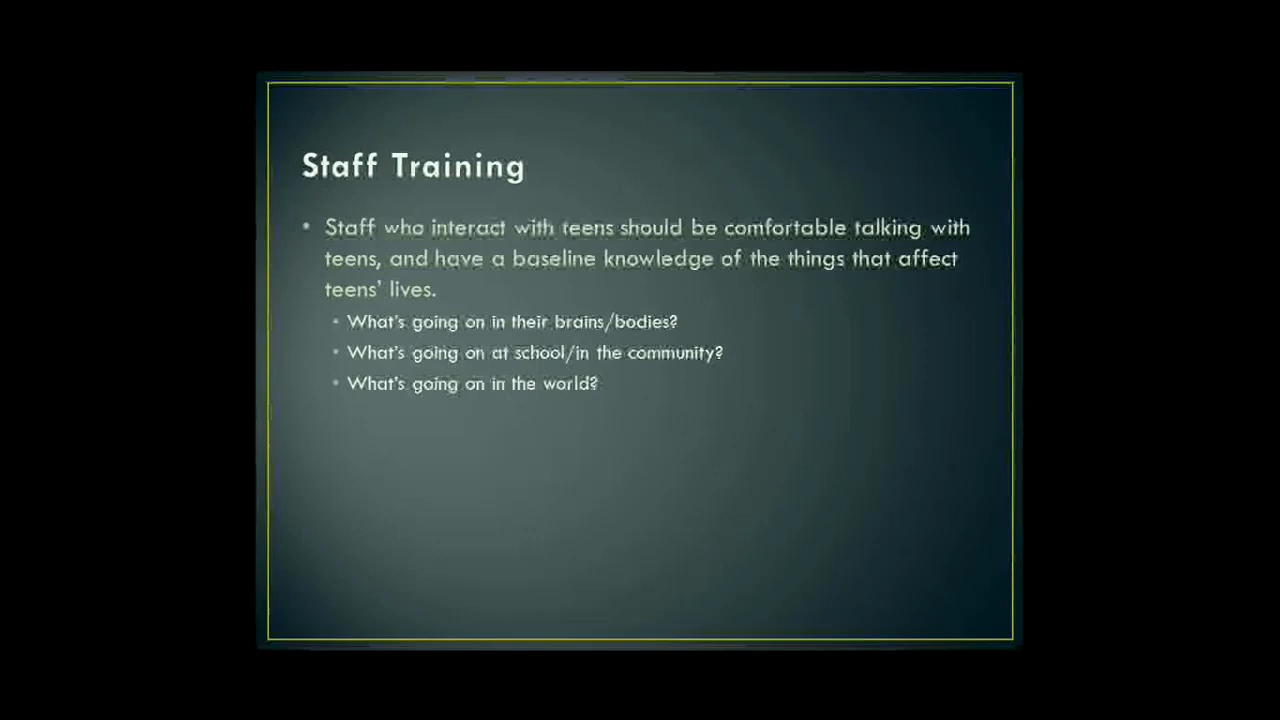 Staff Training
• Staff who interact with teens should be comfortable talking with
teens, and have a baseline knowledge of the things that affect
teens' lives.
• What's going on in their brains/bodies?
• What's going on at school/in the community?
• What's going on in the world?